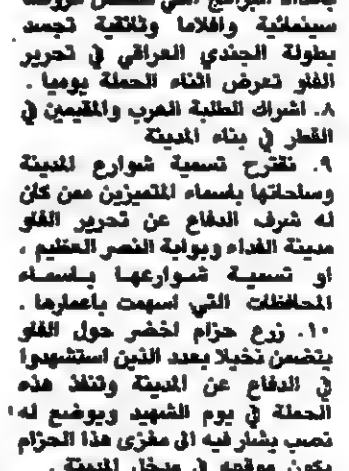 سينمائية وافلاما وثائقية تجسد
بطولة الجندي العراقي في تحرير
الفاو تعرض اثناء الحملة يوميا .
٨. اشراك الطلبة العرب والمقيمين في
القطر في بناء المدينة
٩. نقترح تسمية شوارع المدينة
وساحاتها باسماء المتميزين ممن كان
له شرف الدفاع عن تحرير الفاو
مدينة الفداء وبوابة النصر العظيم ،
او تسمية شوارعها باسماء
المحافظات التي اسهمت باعمارها .
١٠. زرع حزام اخضر حول الفاو
يتضمن نخيلا بعدد الذين استشهدوا
في الدفاع عن المدينة وتنفذ هذه
الحملة في يوم الشهيد ويوضع له
نصب يشار فيه الى مغزى هذا الحزام
يكون موقعه في مدخل المدينة .